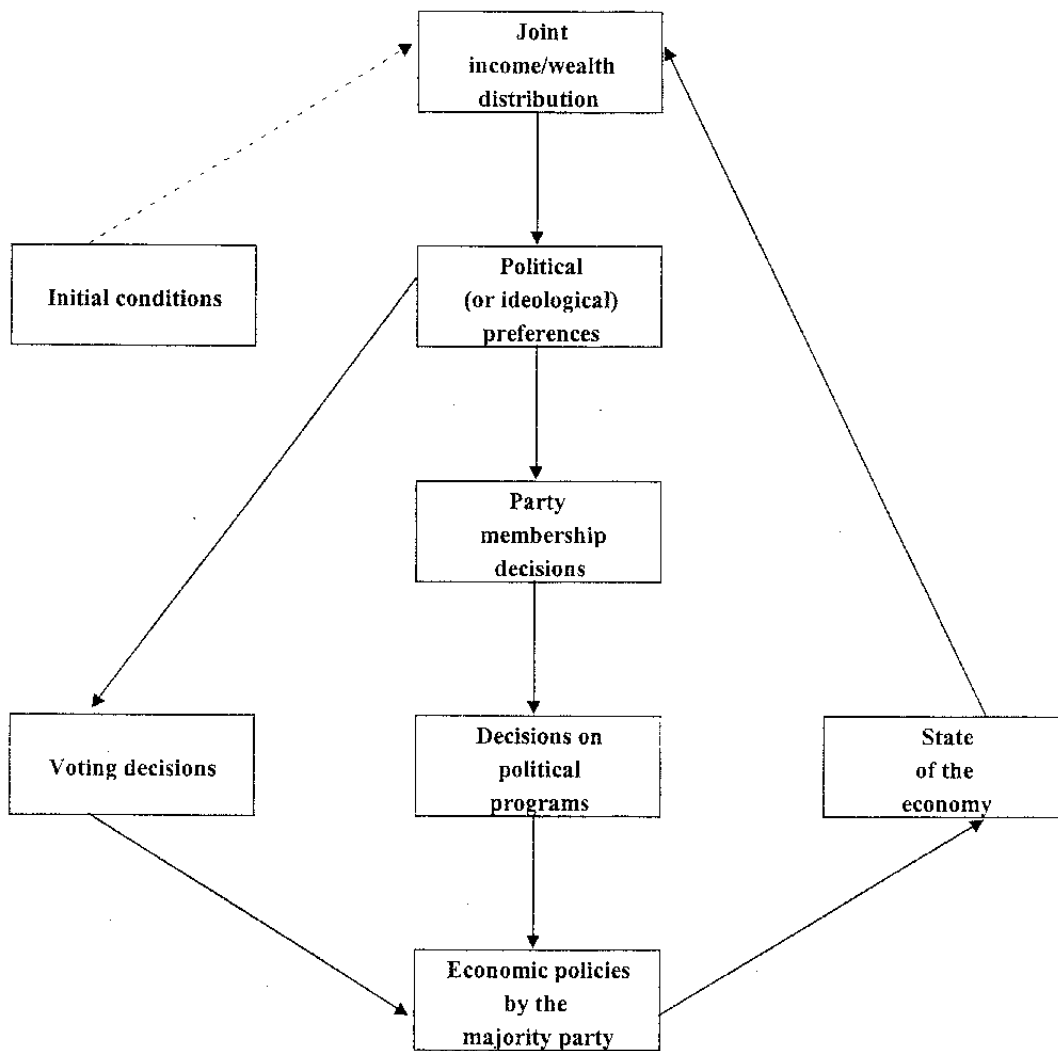 Joint
income/wealth
distribution
Initial conditions
Political
(or ideological)
preferences
Party
membership
decisions
Voting decisions
Decisions on
political
programs
State
of the
economy
Economic policies
by the
majority party